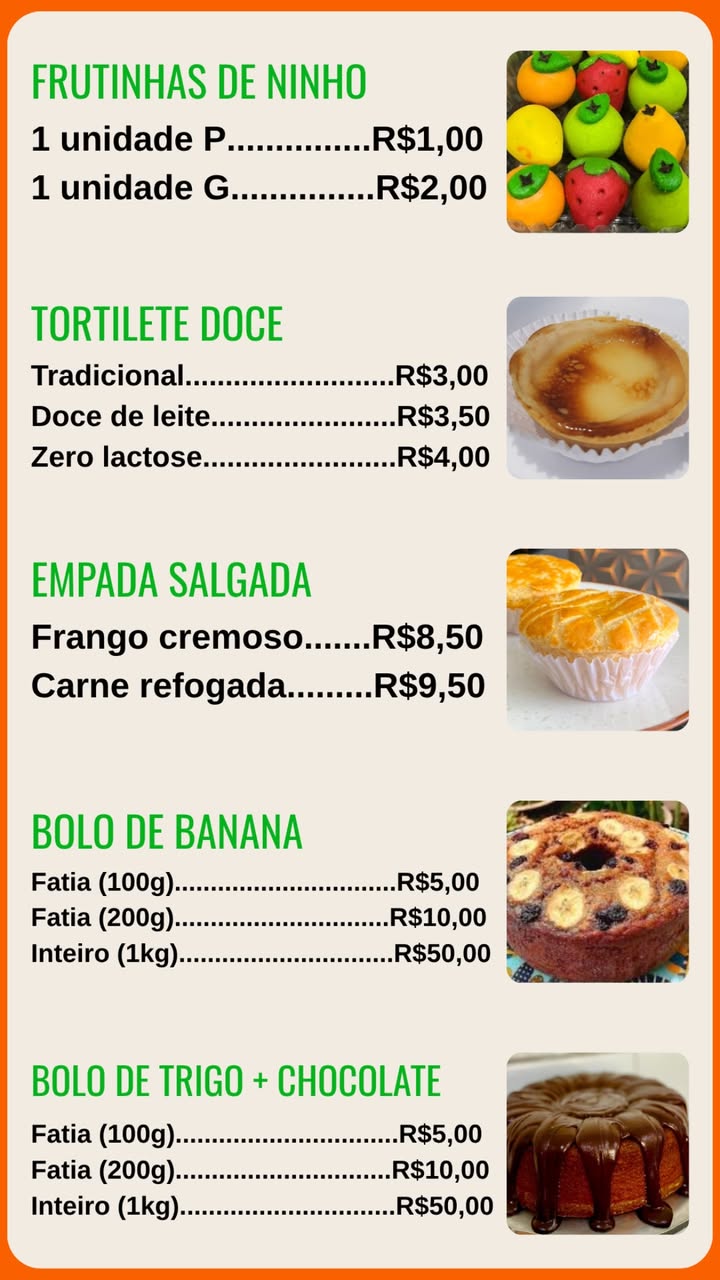 FRUTINHAS DE NINHO
1 unidade P...............R$1,00
1 unidade G...............R$2,00
TORTILETE DOCE
Tradicional..........................R$3,00
Doce de leite.......................R$3,50
Zero lactose........................R$4,00
EMPADA SALGADA
Frango cremoso.......R$8,50
Carne refogada.........R$9,50
BOLO DE BANANA
Fatia (100g)...............................R$5,00
Fatia (200g)..............................R$10,00
Inteiro (1kg)..............................R$50,00
BOLO DE TRIGO + CHOCOLATE
Fatia (100g)...............................R$5,00
Fatia (200g)..............................R$10,00
Inteiro (1kg)..............................R$50,00